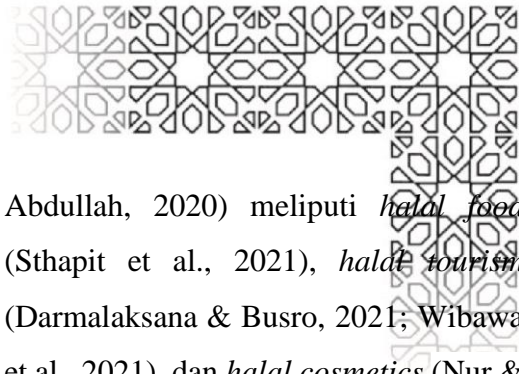 Abdullah, 2020) meliputi halal food
(Sthapit et al., 2021), halal tourism
(Darmalaksana & Busro, 2021; Wibawa
et al., 2021), dan halal cosmetics (Nur &